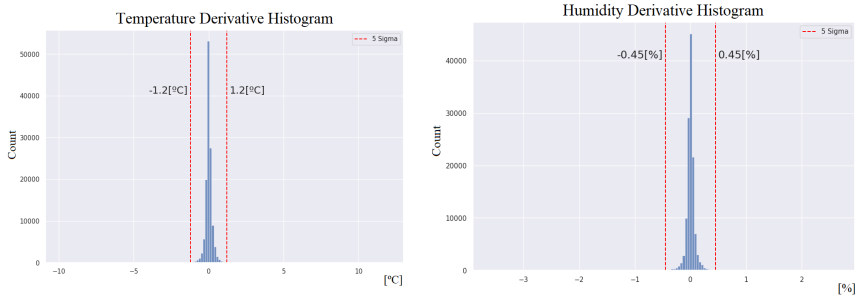 Temperature Derivative Histogram
5 Sigma
-1.2[ºC]
1.2[ºC]
Count
50000
40000
30000
20000
10000
0
−10
−5
0
5
10
[ºC]
Humidity Derivative Histogram
5 Sigma
-0.45[%]
0.45[%]
Count
40000
30000
20000
10000
0
−3
−2
−1
0
1
2
[%]